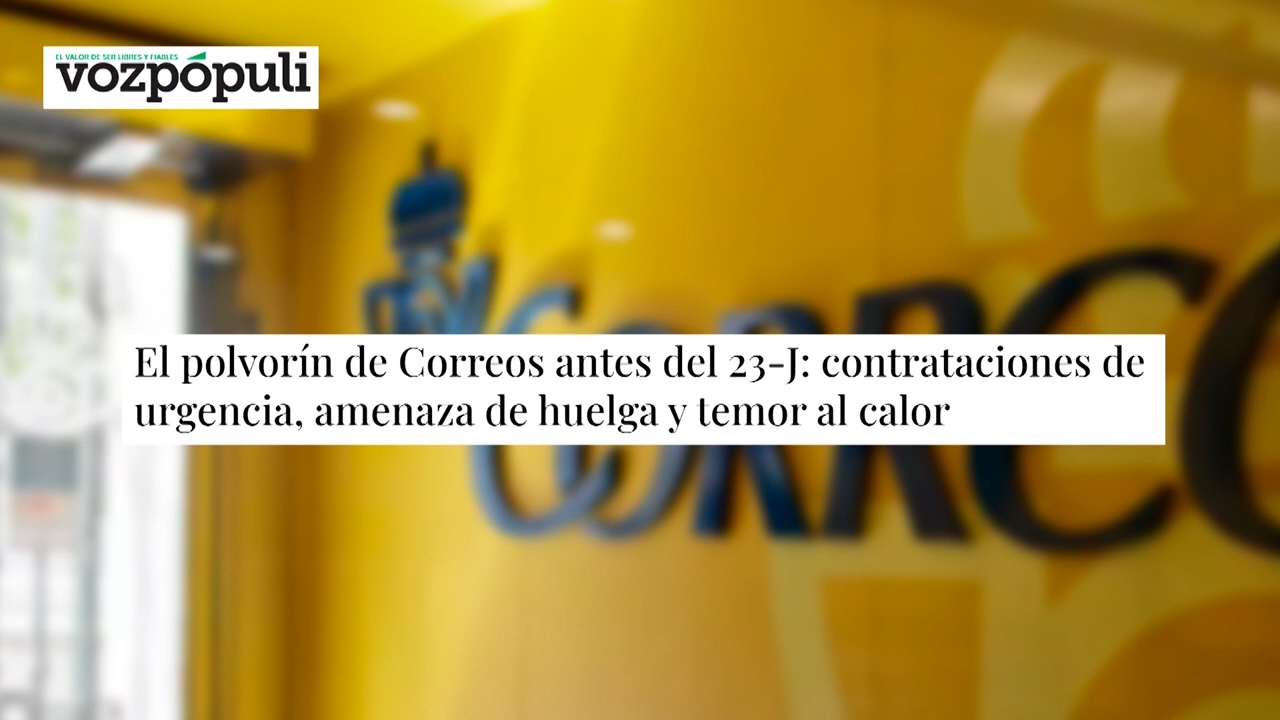 EL VALOR DE SER LIBRES Y FIABLES
vozpópuli
CORREO
El polvorín de Correos antes del 23-J: contrataciones de
urgencia, amenaza de huelga y temor al calor